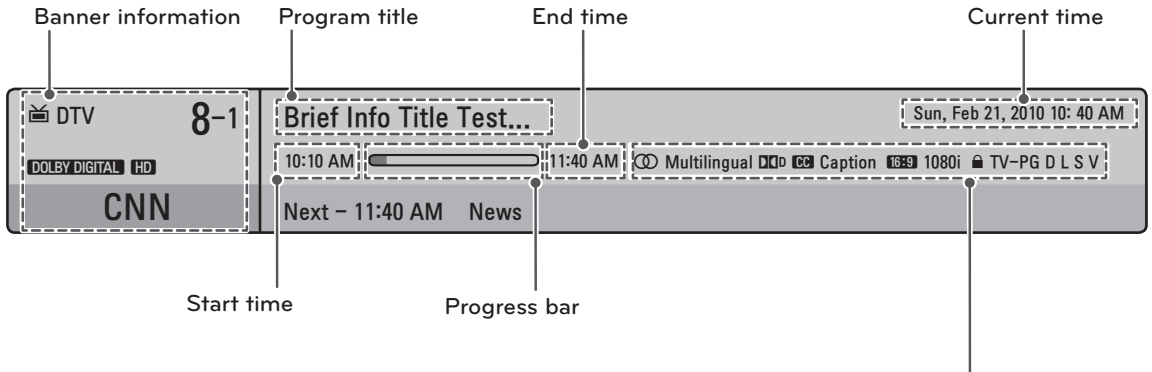 Banner information Program title End time Current time
DTV 8-1 Brief Info Title Test... Sun, Feb 21, 2010 10: 40 AM
DOLBY DIGITAL HD 10:10 AM 11:40 AM Multilingual DD CC Caption 16:9 1080i TV-PG D L S V
CNN Next - 11:40 AM News
Start time Progress bar